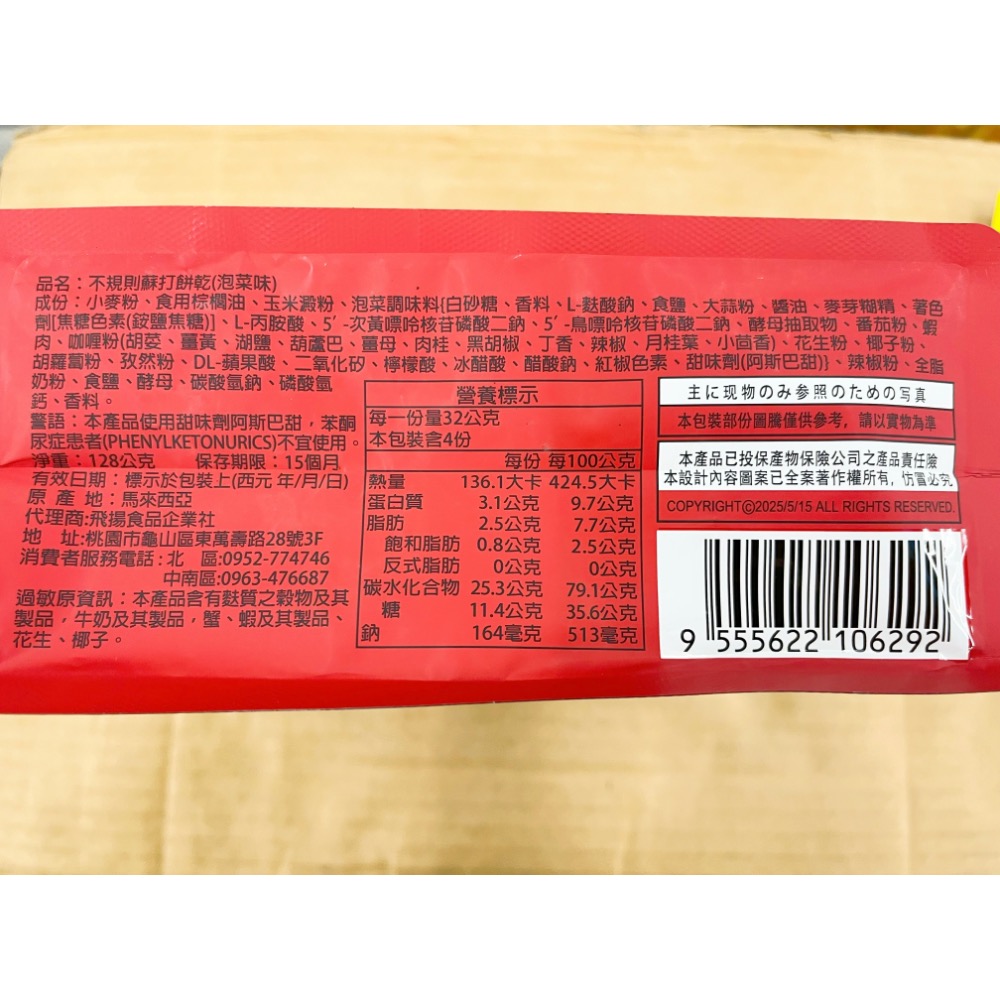 品名：不規則蘇打餅乾(泡菜味)
成份：小麥粉、食用棕櫚油、玉米澱粉、泡菜調味料{白砂糖、香料、L-麩酸鈉、食鹽、大蒜粉、醬油、麥芽糊精、著色
劑[焦糖色素(銨鹽焦糖)]、L-丙胺酸、5′-次黃嘌呤核苷磷酸二鈉、5′-鳥嘌呤核苷磷酸二鈉、酵母抽取物、番茄粉、蝦
肉、咖喱粉(胡荽、薑黃、湖鹽、葫蘆巴、薑母、肉桂、黑胡椒、丁香、辣椒、月桂葉、小茴香)、花生粉、椰子粉、
胡蘿蔔粉、孜然粉、DL-蘋果酸、二氧化矽、檸檬酸、冰醋酸、醋酸鈉、紅椒色素、甜味劑(阿斯巴甜)}、辣椒粉、全脂
奶粉、食鹽、酵母、碳酸氫鈉、磷酸氫
鈣、香料。
警語：本產品使用甜味劑阿斯巴甜，苯酮
尿症患者(PHENYLKETONURICS)不宜使用。
淨重：128公克 保存期限：15個月
有效日期：標示於包裝上(西元 年/月/日)
原 產 地：馬來西亞
代理商:飛揚食品企業社
地 址:桃園市龜山區東萬壽路28號3F
消費者服務電話:北 區:0952-774746
中南區:0963-476687
過敏原資訊：本產品含有麩質之穀物及其
製品，牛奶及其製品，蟹、蝦及其製品、
花生、椰子。
營養標示
每一份量32公克
本包裝含4份
每份 每100公克
熱量 136.1大卡 424.5大卡
蛋白質 3.1公克 9.7公克
脂肪 2.5公克 7.7公克
飽和脂肪 0.8公克 2.5公克
反式脂肪 0公克 0公克
碳水化合物 25.3公克 79.1公克
糖 11.4公克 35.6公克
鈉 164毫克 513毫克
主に现物のみ参照のための写真
本包裝部份圖騰僅供參考，請以實物為準
本產品已投保產物保險公司之產品責任險
本設計內容圖案已全案著作權所有，仿冒必究
COPYRIGHTⒸ2025/5/15 ALL RIGHTS RESERVED.
9 555622 106292